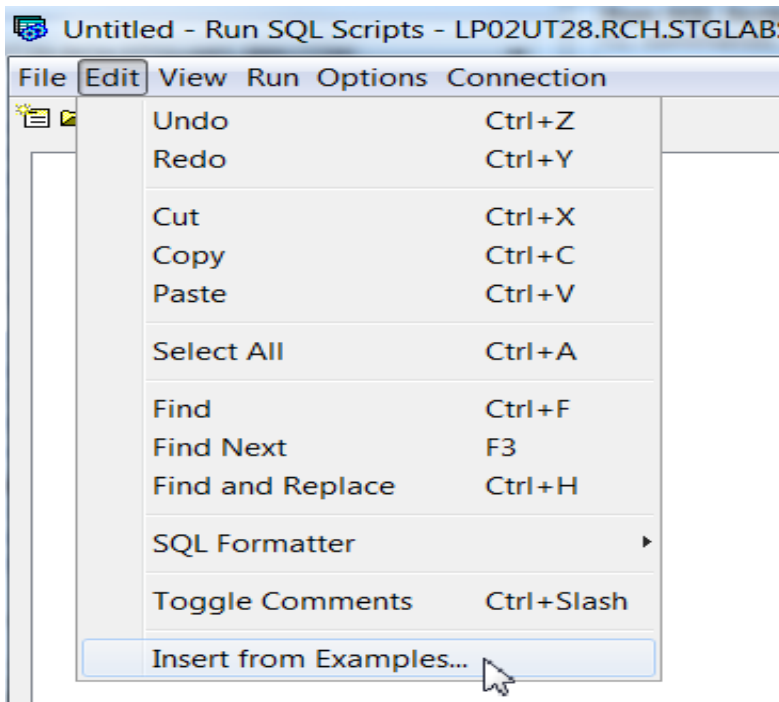 Untitled - Run SQL Scripts - LP02UT28.RCH.STGLABS
File Edit View Run Options Connection
Undo Ctrl+Z
Redo Ctrl+Y
Cut Ctrl+X
Copy Ctrl+C
Paste Ctrl+V
Select All Ctrl+A
Find Ctrl+F
Find Next F3
Find and Replace Ctrl+H
SQL Formatter
Toggle Comments Ctrl+Slash
Insert from Examples...